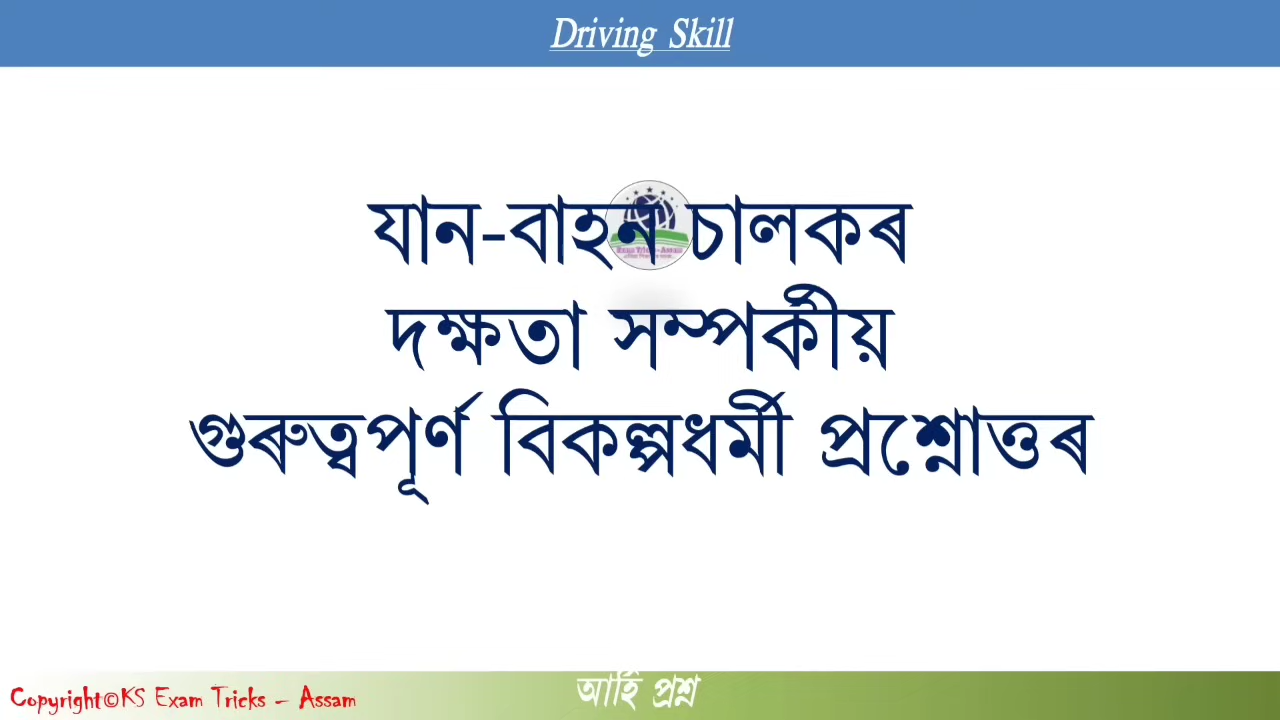 Driving Skill
যান-বাহন চালকৰ
দক্ষতা সম্পৰ্কীয়
গুৰুত্বপূৰ্ণ বিকল্পধৰ্মী প্ৰশ্নোত্তৰ
আৰ্হি প্ৰশ্ন
Copyright©KS Exam Tricks – Assam